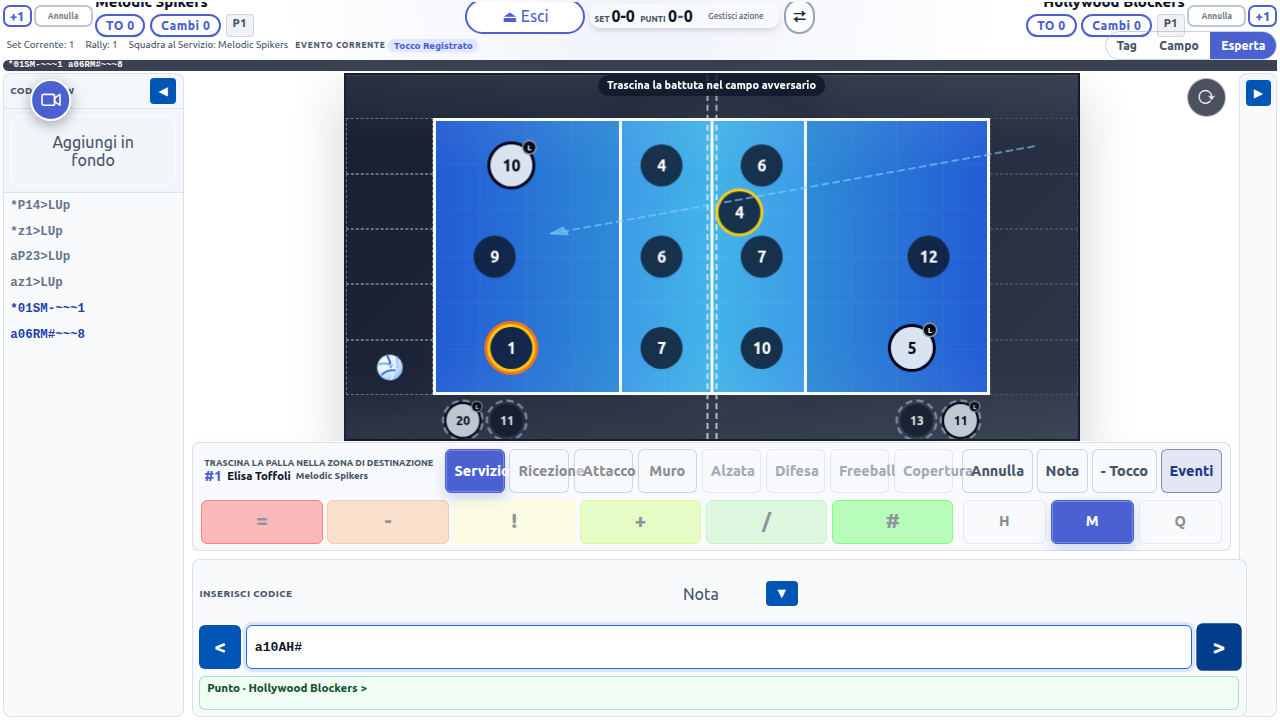 Melodic Spikers
Hollywood Blockers
+1
Annulla
TO 0
Cambi 0
P1
⏏ Esci
SET 0-0 PUNTI 0-0 Gestisci azione
⇄
TO 0
Cambi 0
P1
Annulla
+1
Set Corrente: 1 Rally: 1 Squadra al Servizio: Melodic Spikers EVENTO CORRENTE Tocco Registrato
Tag
Campo
Esperta
*01SM-~~~1 a06RM#~~~8
◀
▶
Aggiungi in
fondo
*P14>LUp
*z1>LUp
aP23>LUp
az1>LUp
*01SM-~~~1
a06RM#~~~8
Trascina la battuta nel campo avversario
10 L
4
6
4
9
6
7
12
1
7
10
5 L
20 L
11
13
11 L
TRASCINA LA PALLA NELLA ZONA DI DESTINAZIONE
#1 Elisa Toffoli Melodic Spikers
Servizio
Ricezione
Attacco
Muro
Alzata
Difesa
Freeball
Copertura
Annulla
Nota
- Tocco
Eventi
=
-
!
+
/
#
H
M
Q
INSERISCI CODICE
Nota
▼
<
a10AH#
>
Punto · Hollywood Blockers >